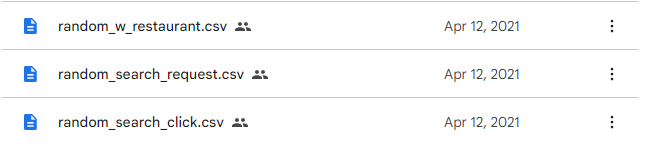 random_w_restaurant.csv Apr 12, 2021
random_search_request.csv Apr 12, 2021
random_search_click.csv Apr 12, 2021